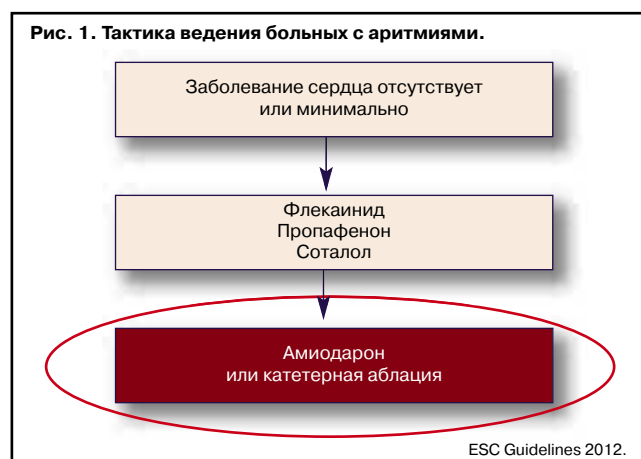 Рис. 1. Тактика ведения больных с аритмиями.
Заболевание сердца отсутствует
или минимально
Флекаинид
Пропафенон
Соталол
Амиодарон
или катетерная аблация
ESC Guidelines 2012.